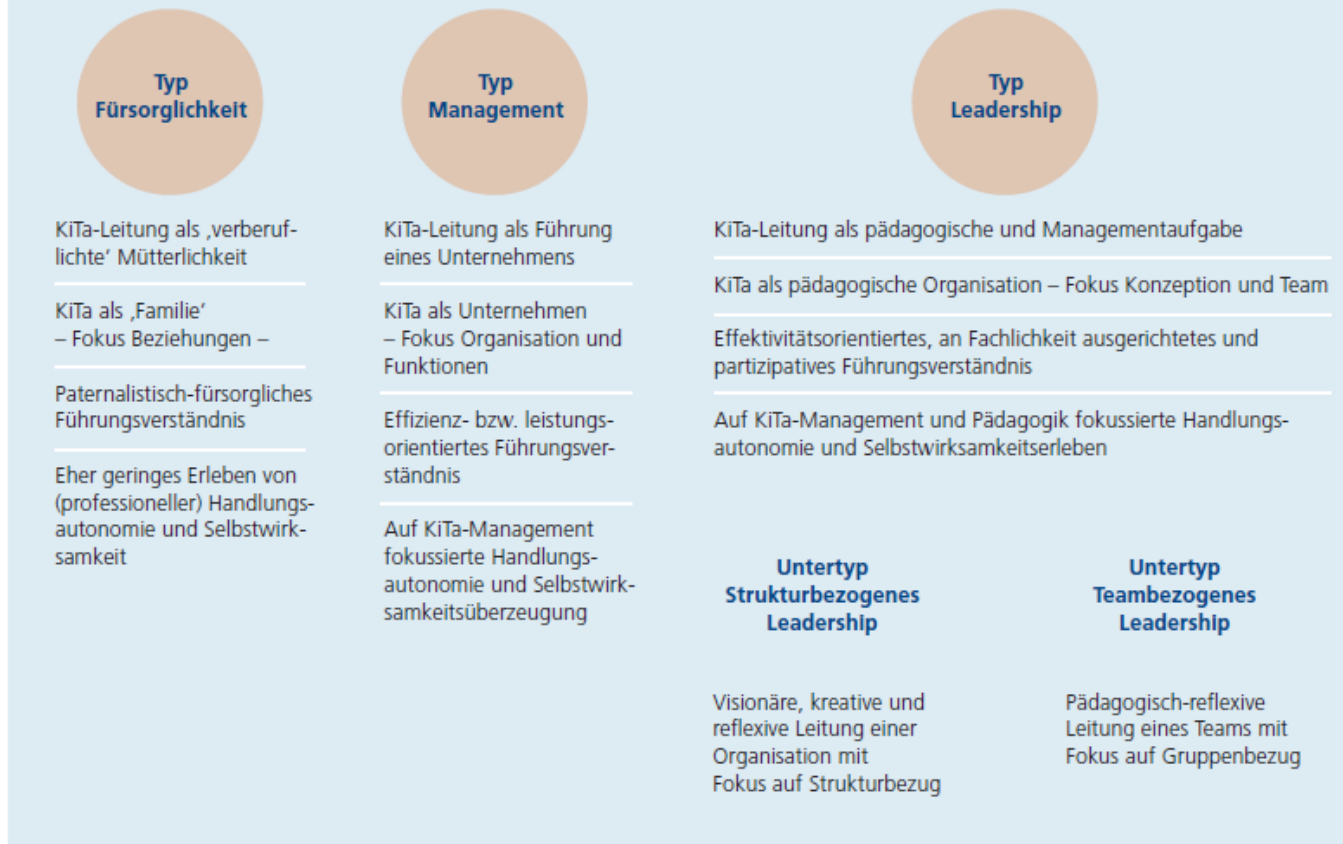 Typ
Fürsorglichkeit
KiTa-Leitung als ‚verberuf-
lichte‘ Mütterlichkeit
KiTa als ‚Familie‘
– Fokus Beziehungen –
Paternalistisch-fürsorgliches
Führungsverständnis
Eher geringes Erleben von
(professioneller) Handlungs-
autonomie und Selbstwirk-
samkeit
Typ
Management
KiTa-Leitung als Führung
eines Unternehmens
KiTa als Unternehmen
– Fokus Organisation und
Funktionen
Effizienz- bzw. leistungs-
orientiertes Führungsver-
ständnis
Auf KiTa-Management
fokussierte Handlungs-
autonomie und Selbstwirk-
samkeitsüberzeugung
Typ
Leadership
KiTa-Leitung als pädagogische und Managementaufgabe
KiTa als pädagogische Organisation – Fokus Konzeption und Team
Effektivitätsorientiertes, an Fachlichkeit ausgerichtetes und
partizipatives Führungsverständnis
Auf KiTa-Management und Pädagogik fokussierte Handlungs-
autonomie und Selbstwirksamkeitserleben
Untertyp
Strukturbezogenes
Leadership
Visionäre, kreative und
reflexive Leitung einer
Organisation mit
Fokus auf Strukturbezug
Untertyp
Teambezogenes
Leadership
Pädagogisch-reflexive
Leitung eines Teams mit
Fokus auf Gruppenbezug